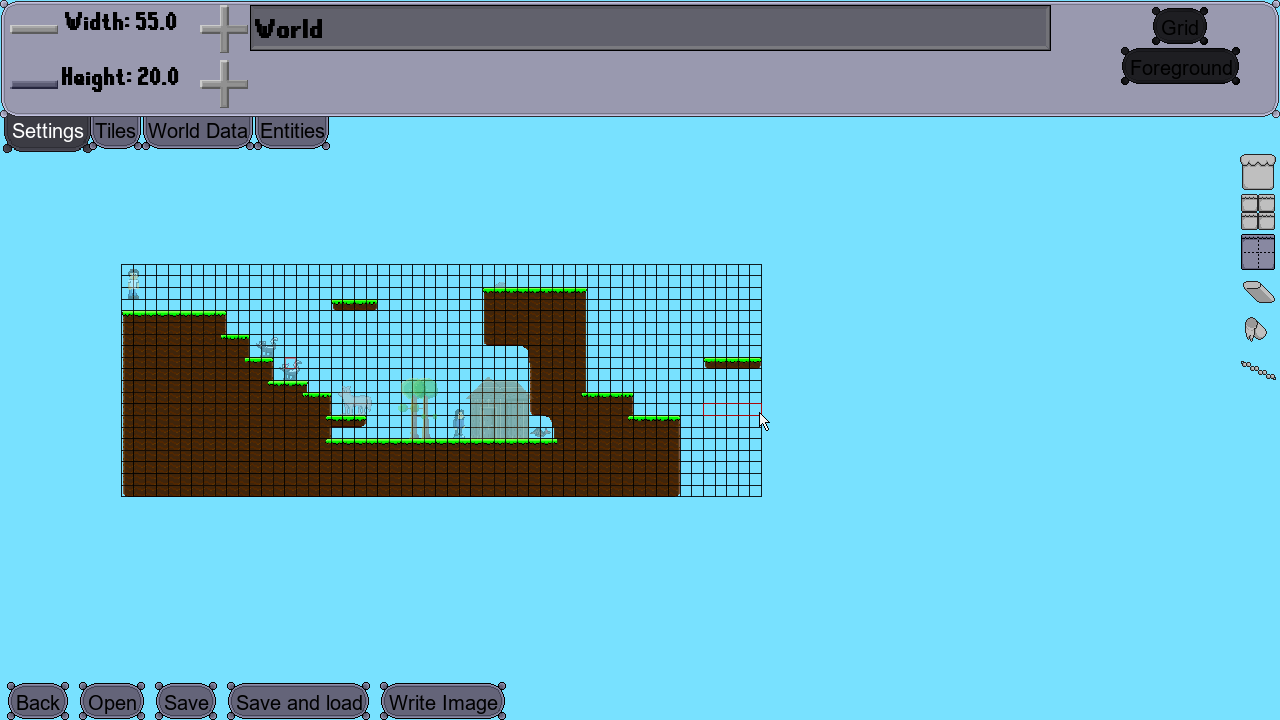 Width: 55.0
World
Grid
Height: 20.0
Foreground
Settings
Tiles
World Data
Entities
Back
Open
Save
Save and load
Write Image